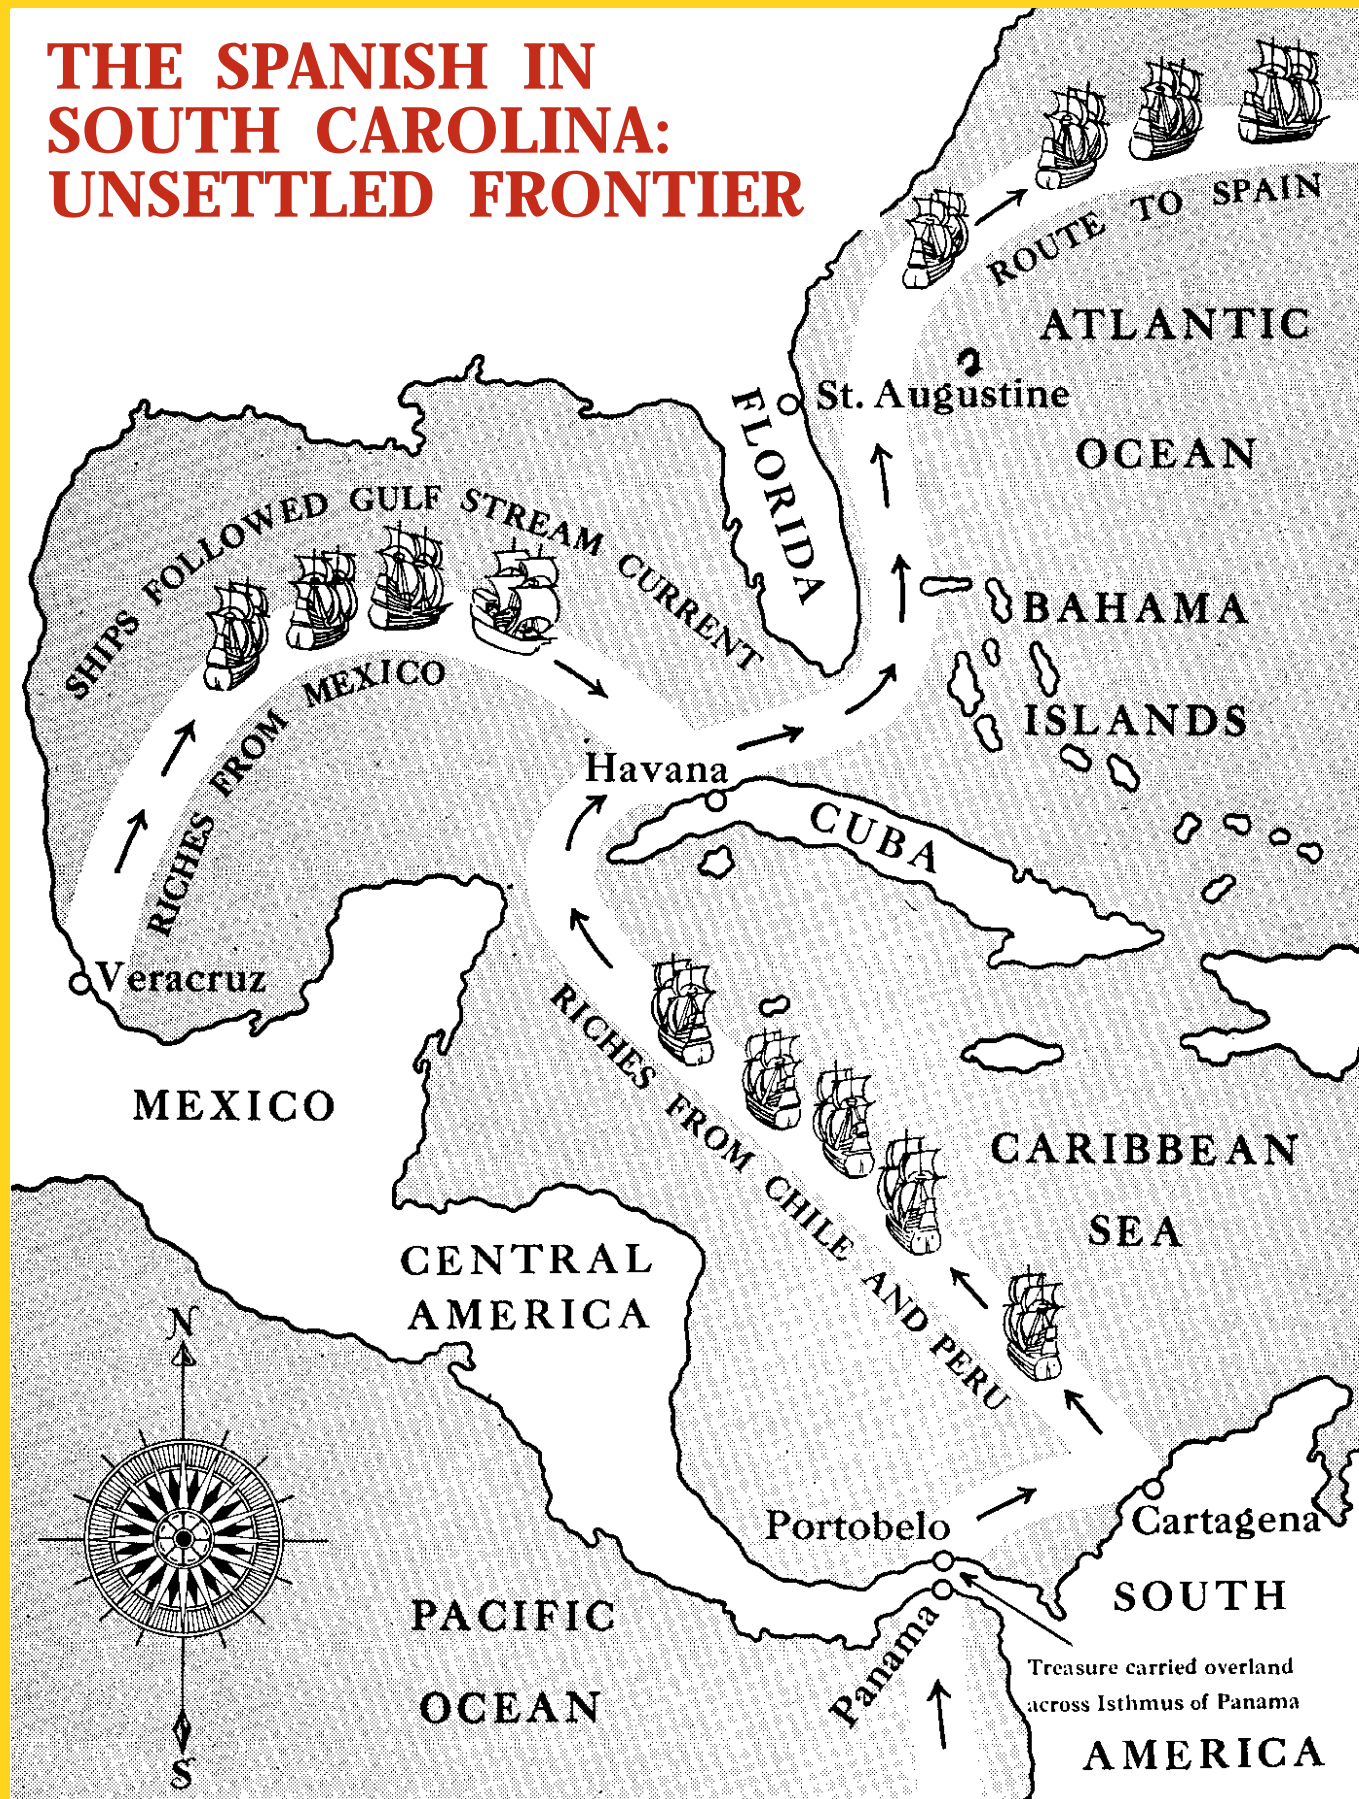 THE SPANISH IN
SOUTH CAROLINA:
UNSETTLED FRONTIER
ROUTE TO SPAIN
ATLANTIC
St. Augustine
FLORIDA
OCEAN
SHIPS FOLLOWED GULF STREAM CURRENT
BAHAMA
RICHES FROM MEXICO
ISLANDS
Havana
CUBA
Veracruz
RICHES FROM CHILE AND PERU
MEXICO
CARIBBEAN
SEA
CENTRAL
AMERICA
N
Portobelo
Cartagena
SOUTH
PACIFIC
Panama
Treasure carried overland
across Isthmus of Panama
OCEAN
AMERICA
S